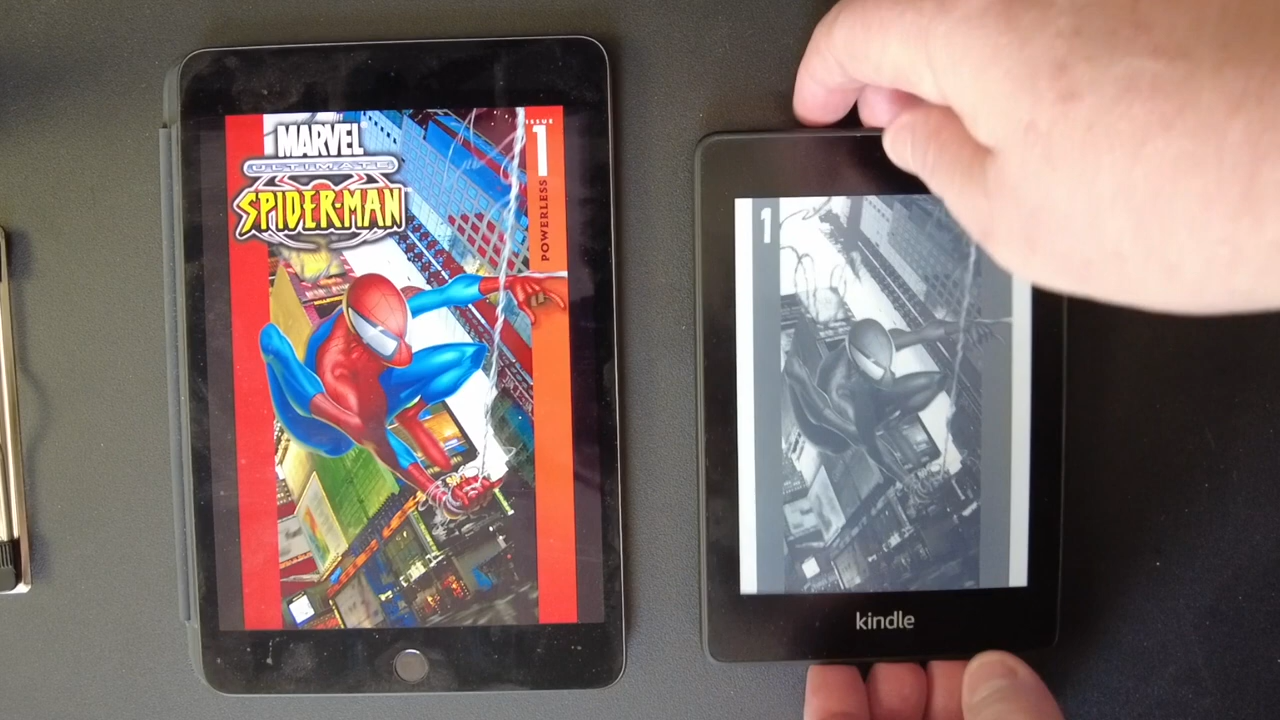 MARVEL
ULTIMATE
SPIDER-MAN
ISSUE
1
POWERLESS
1
kindle